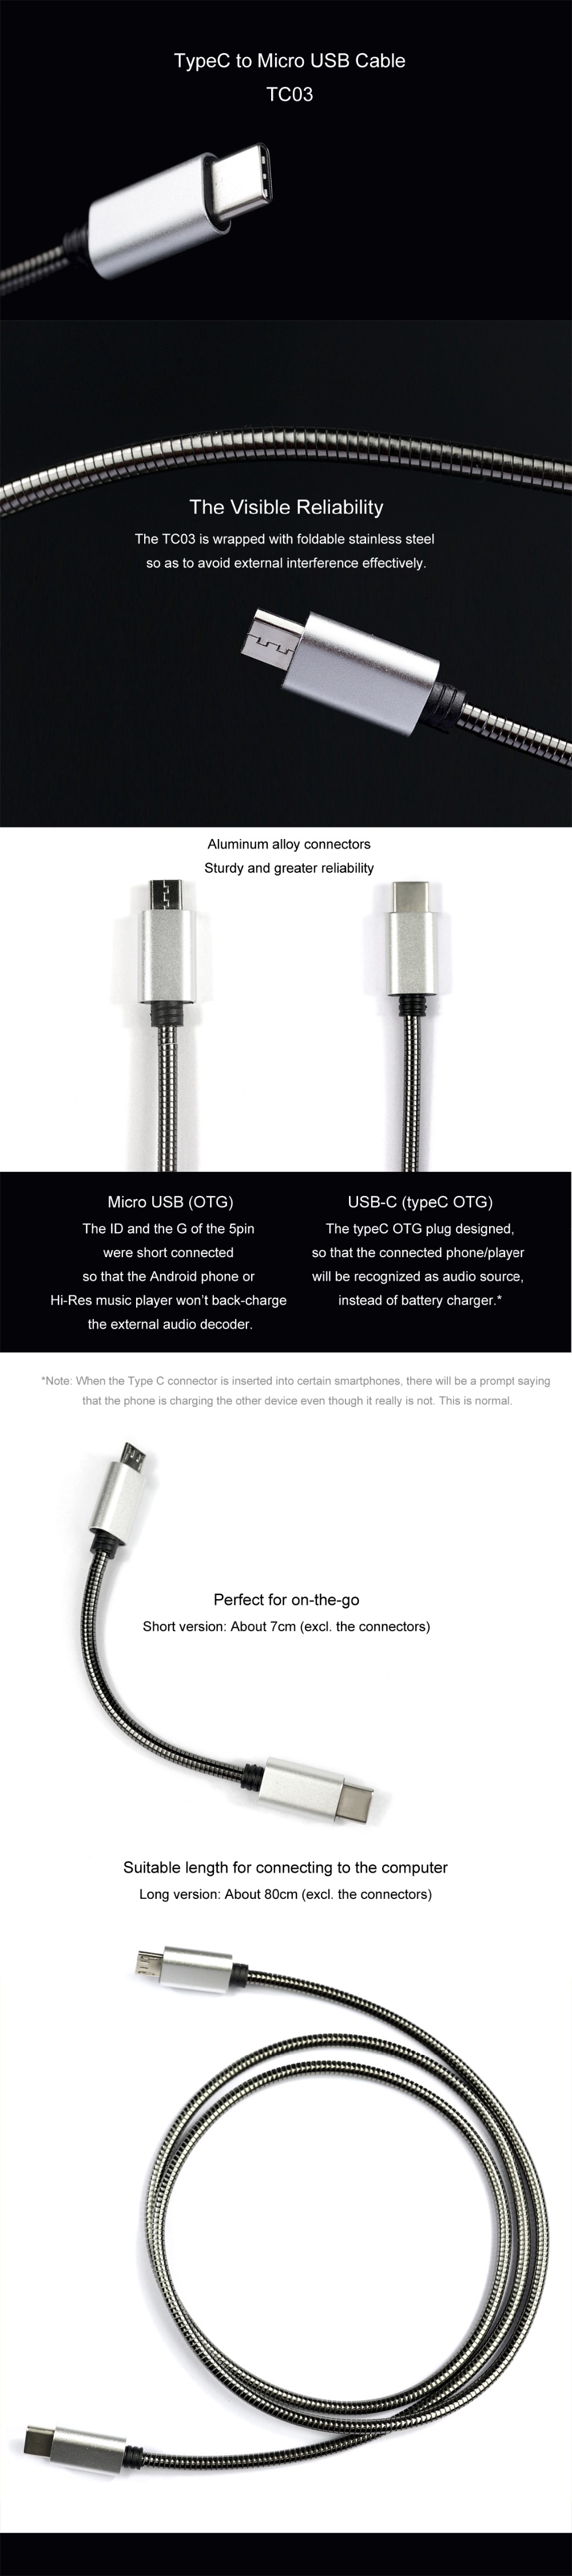 TypeC to Micro USB Cable
TC03
The Visible Reliability
The TC03 is wrapped with foldable stainless steel
so as to avoid external interference effectively.
Aluminum alloy connectors
Sturdy and greater reliability
Micro USB (OTG)
The ID and the G of the 5pin
were short connected
so that the Android phone or
Hi-Res music player won't back-charge
the external audio decoder.
USB-C (typeC OTG)
The typeC OTG plug designed,
so that the connected phone/player
will be recognized as audio source,
instead of battery charger.*
*Note: When the Type C connector is inserted into certain smartphones, there will be a prompt saying
that the phone is charging the other device even though it really is not. This is normal.
Perfect for on-the-go
Short version: About 7cm (excl. the connectors)
Suitable length for connecting to the computer
Long version: About 80cm (excl. the connectors)